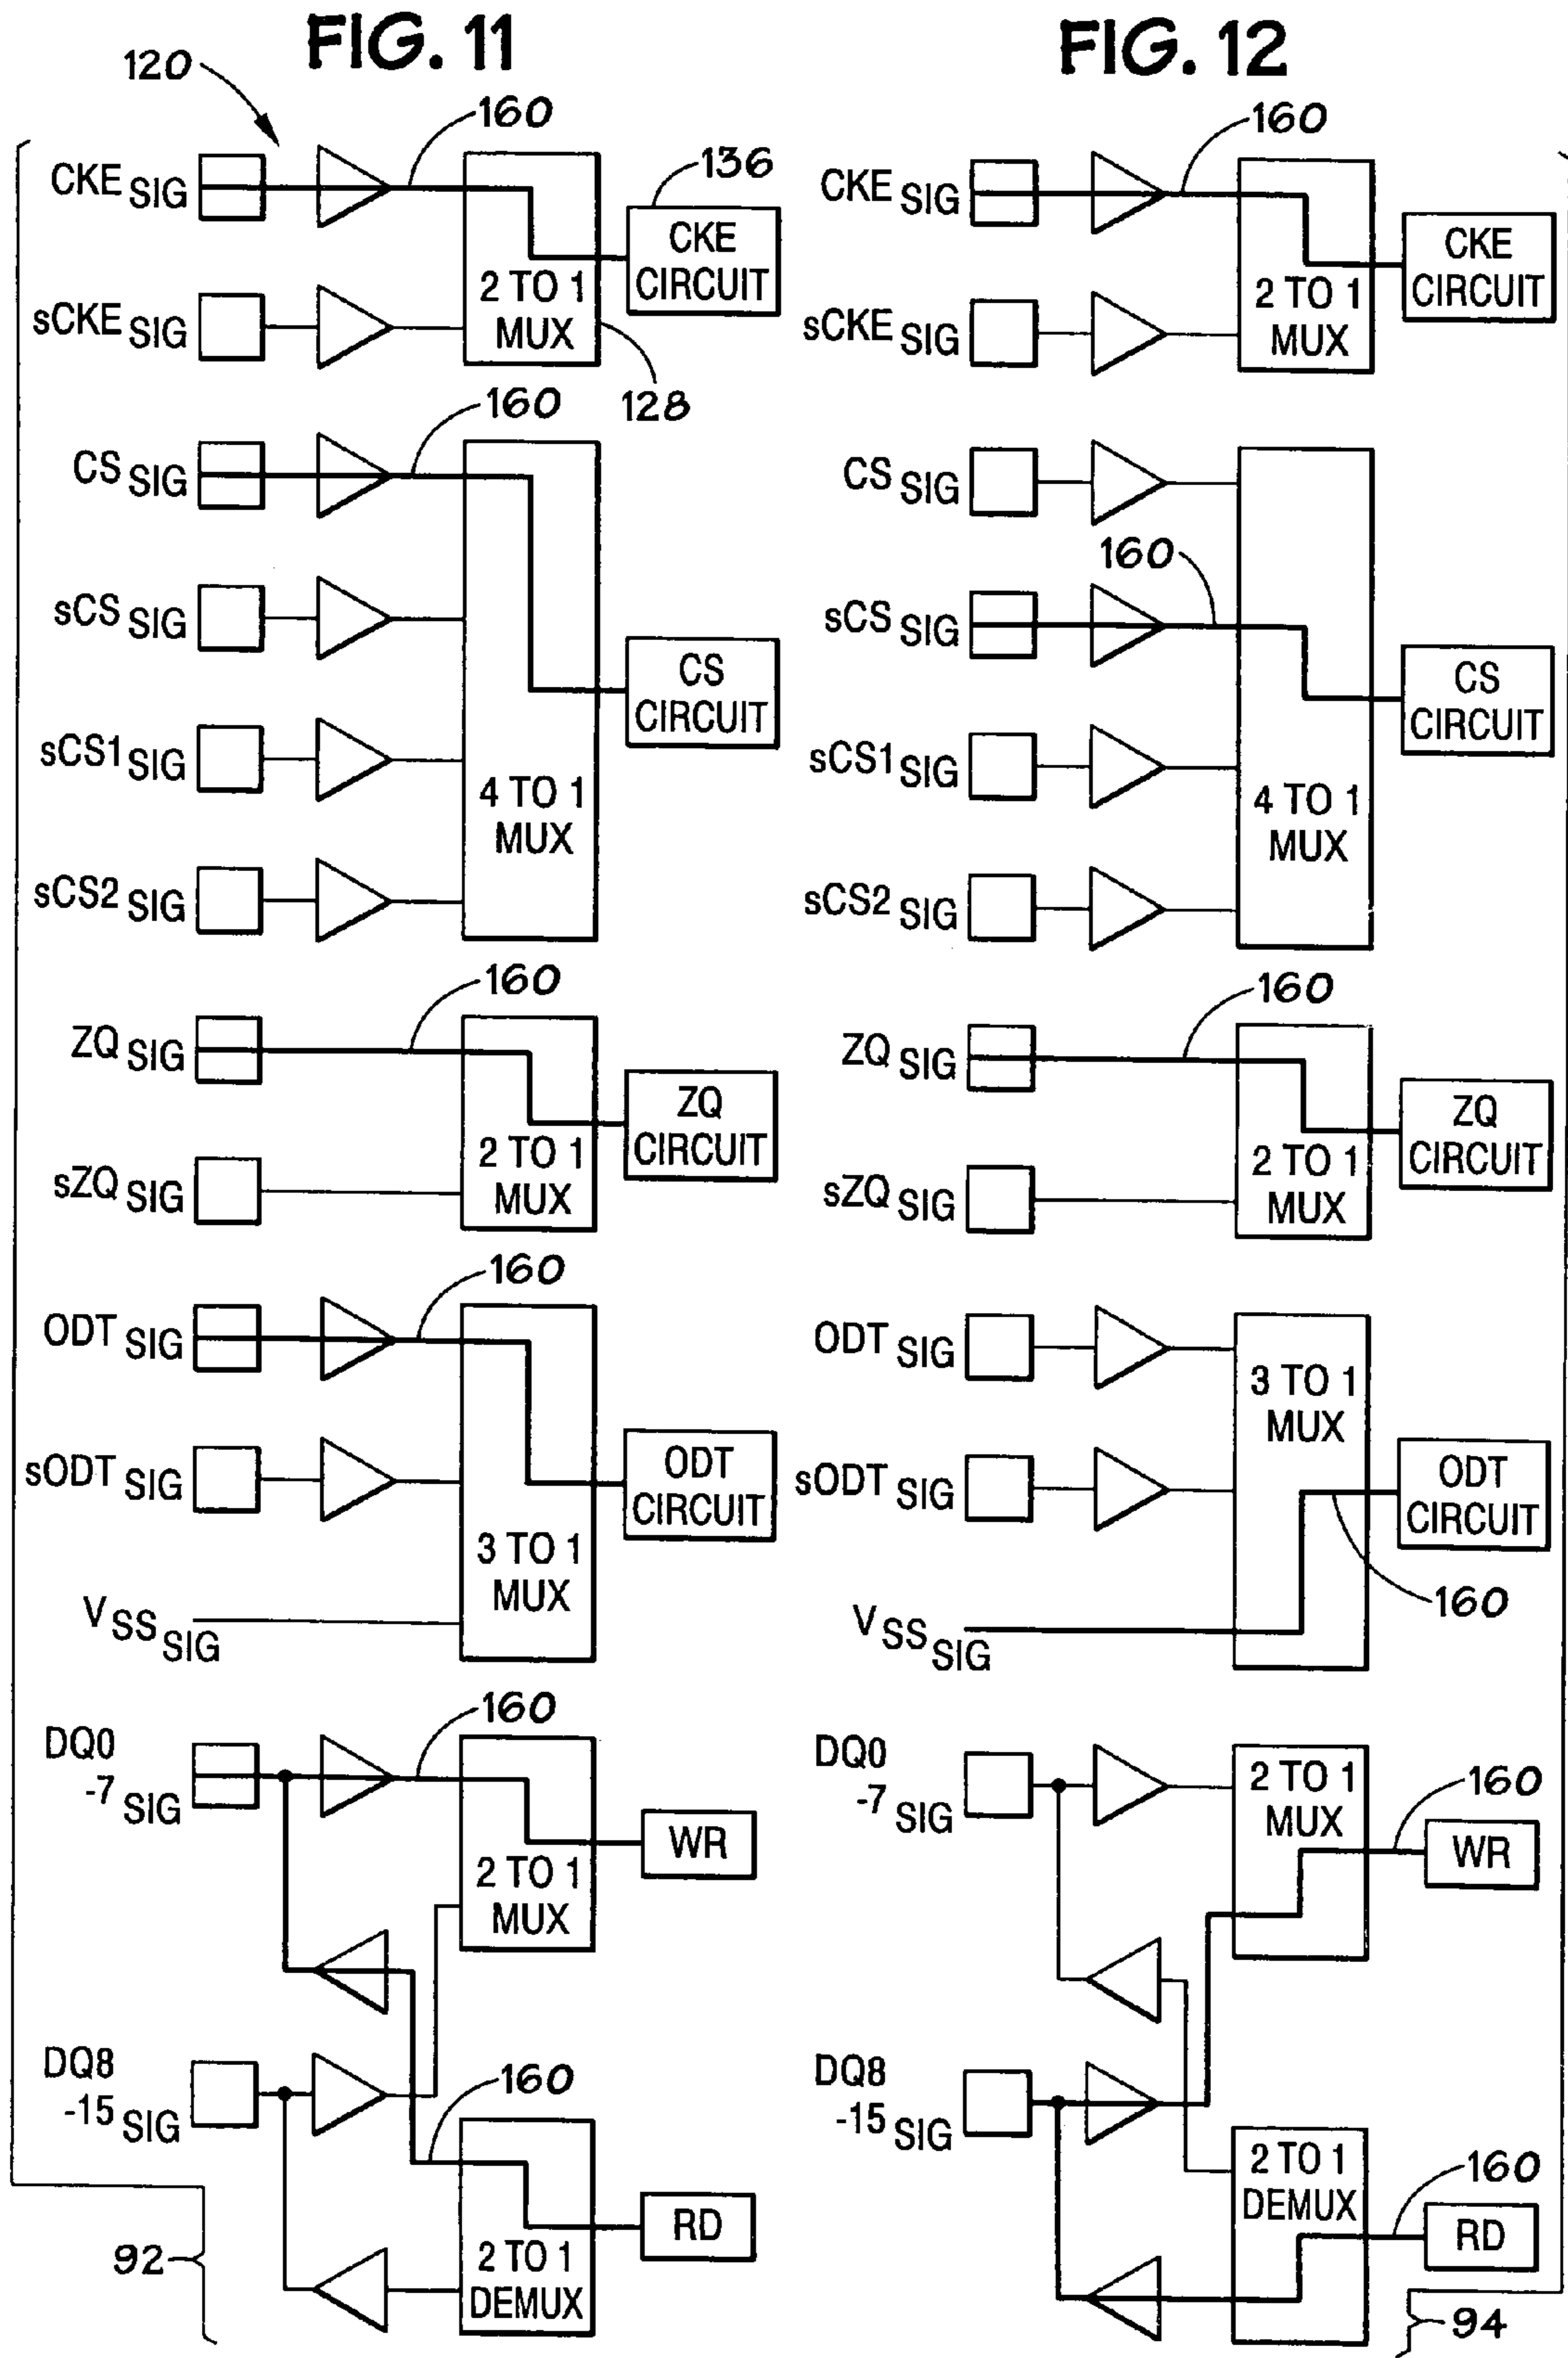 FIG. 11
120
160
CKE SIG
136
CKE
CIRCUIT
2 TO 1
MUX
sCKE SIG
128
160
CS SIG
sCS SIG
CS
CIRCUIT
sCS1 SIG
4 TO 1
MUX
sCS2 SIG
160
ZQ SIG
ZQ
CIRCUIT
2 TO 1
MUX
sZQ SIG
160
ODT SIG
sODT SIG
ODT
CIRCUIT
3 TO 1
MUX
VSS SIG
160
DQ0
-7 SIG
WR
2 TO 1
MUX
DQ8
-15 SIG
160
RD
2 TO 1
DEMUX
92
FIG. 12
160
CKE SIG
CKE
CIRCUIT
2 TO 1
MUX
sCKE SIG
CS SIG
160
sCS SIG
CS
CIRCUIT
sCS1 SIG
4 TO 1
MUX
sCS2 SIG
160
ZQ SIG
ZQ
CIRCUIT
2 TO 1
MUX
sZQ SIG
ODT SIG
3 TO 1
MUX
sODT SIG
ODT
CIRCUIT
160
VSS SIG
DQ0
-7 SIG
2 TO 1
MUX
160
WR
DQ8
-15 SIG
2 TO 1
DEMUX
160
RD
94